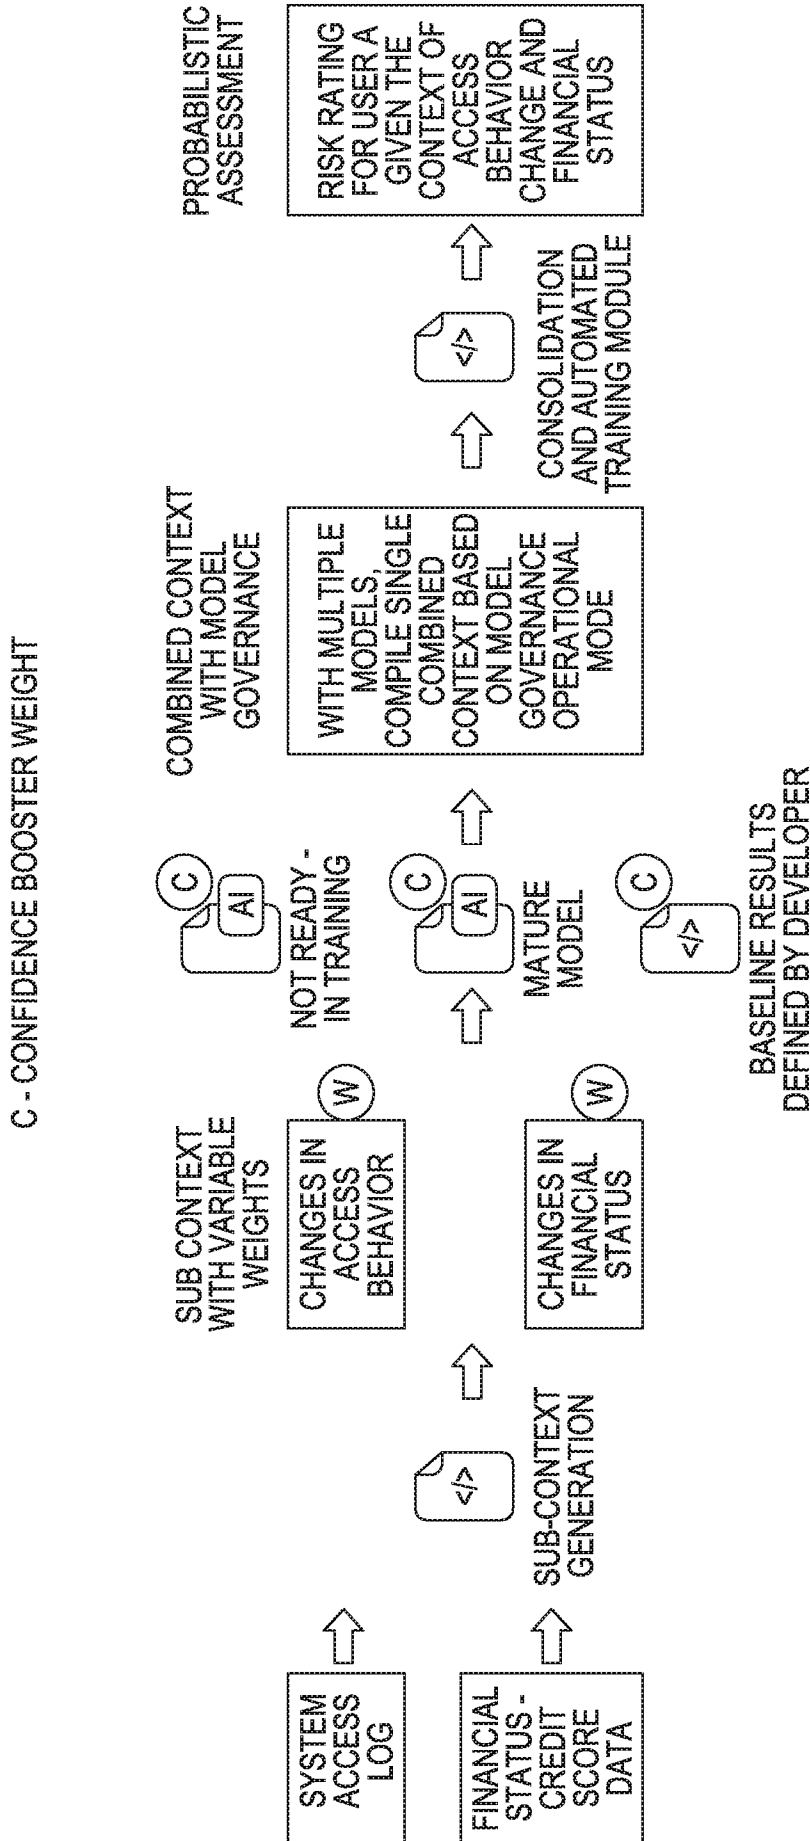 C - CONFIDENCE BOOSTER WEIGHT
SYSTEM
ACCESS
LOG
FINANCIAL
STATUS -
CREDIT
SCORE
DATA
</>
SUB-CONTEXT
GENERATION
SUB CONTEXT
WITH VARIABLE
WEIGHTS
CHANGES IN
ACCESS
BEHAVIOR
W
CHANGES IN
FINANCIAL
STATUS
W
C
AI
NOT READY -
IN TRAINING
C
AI
MATURE
MODEL
C
</>
BASELINE RESULTS
DEFINED BY DEVELOPER
COMBINED CONTEXT
WITH MODEL
GOVERNANCE
WITH MULTIPLE
MODELS,
COMPILE SINGLE
COMBINED
CONTEXT BASED
ON MODEL
GOVERNANCE
OPERATIONAL
MODE
</>
CONSOLIDATION
AND AUTOMATED
TRAINING MODULE
PROBABILISTIC
ASSESSMENT
RISK RATING
FOR USER A
GIVEN THE
CONTEXT OF
ACCESS
BEHAVIOR
CHANGE AND
FINANCIAL
STATUS